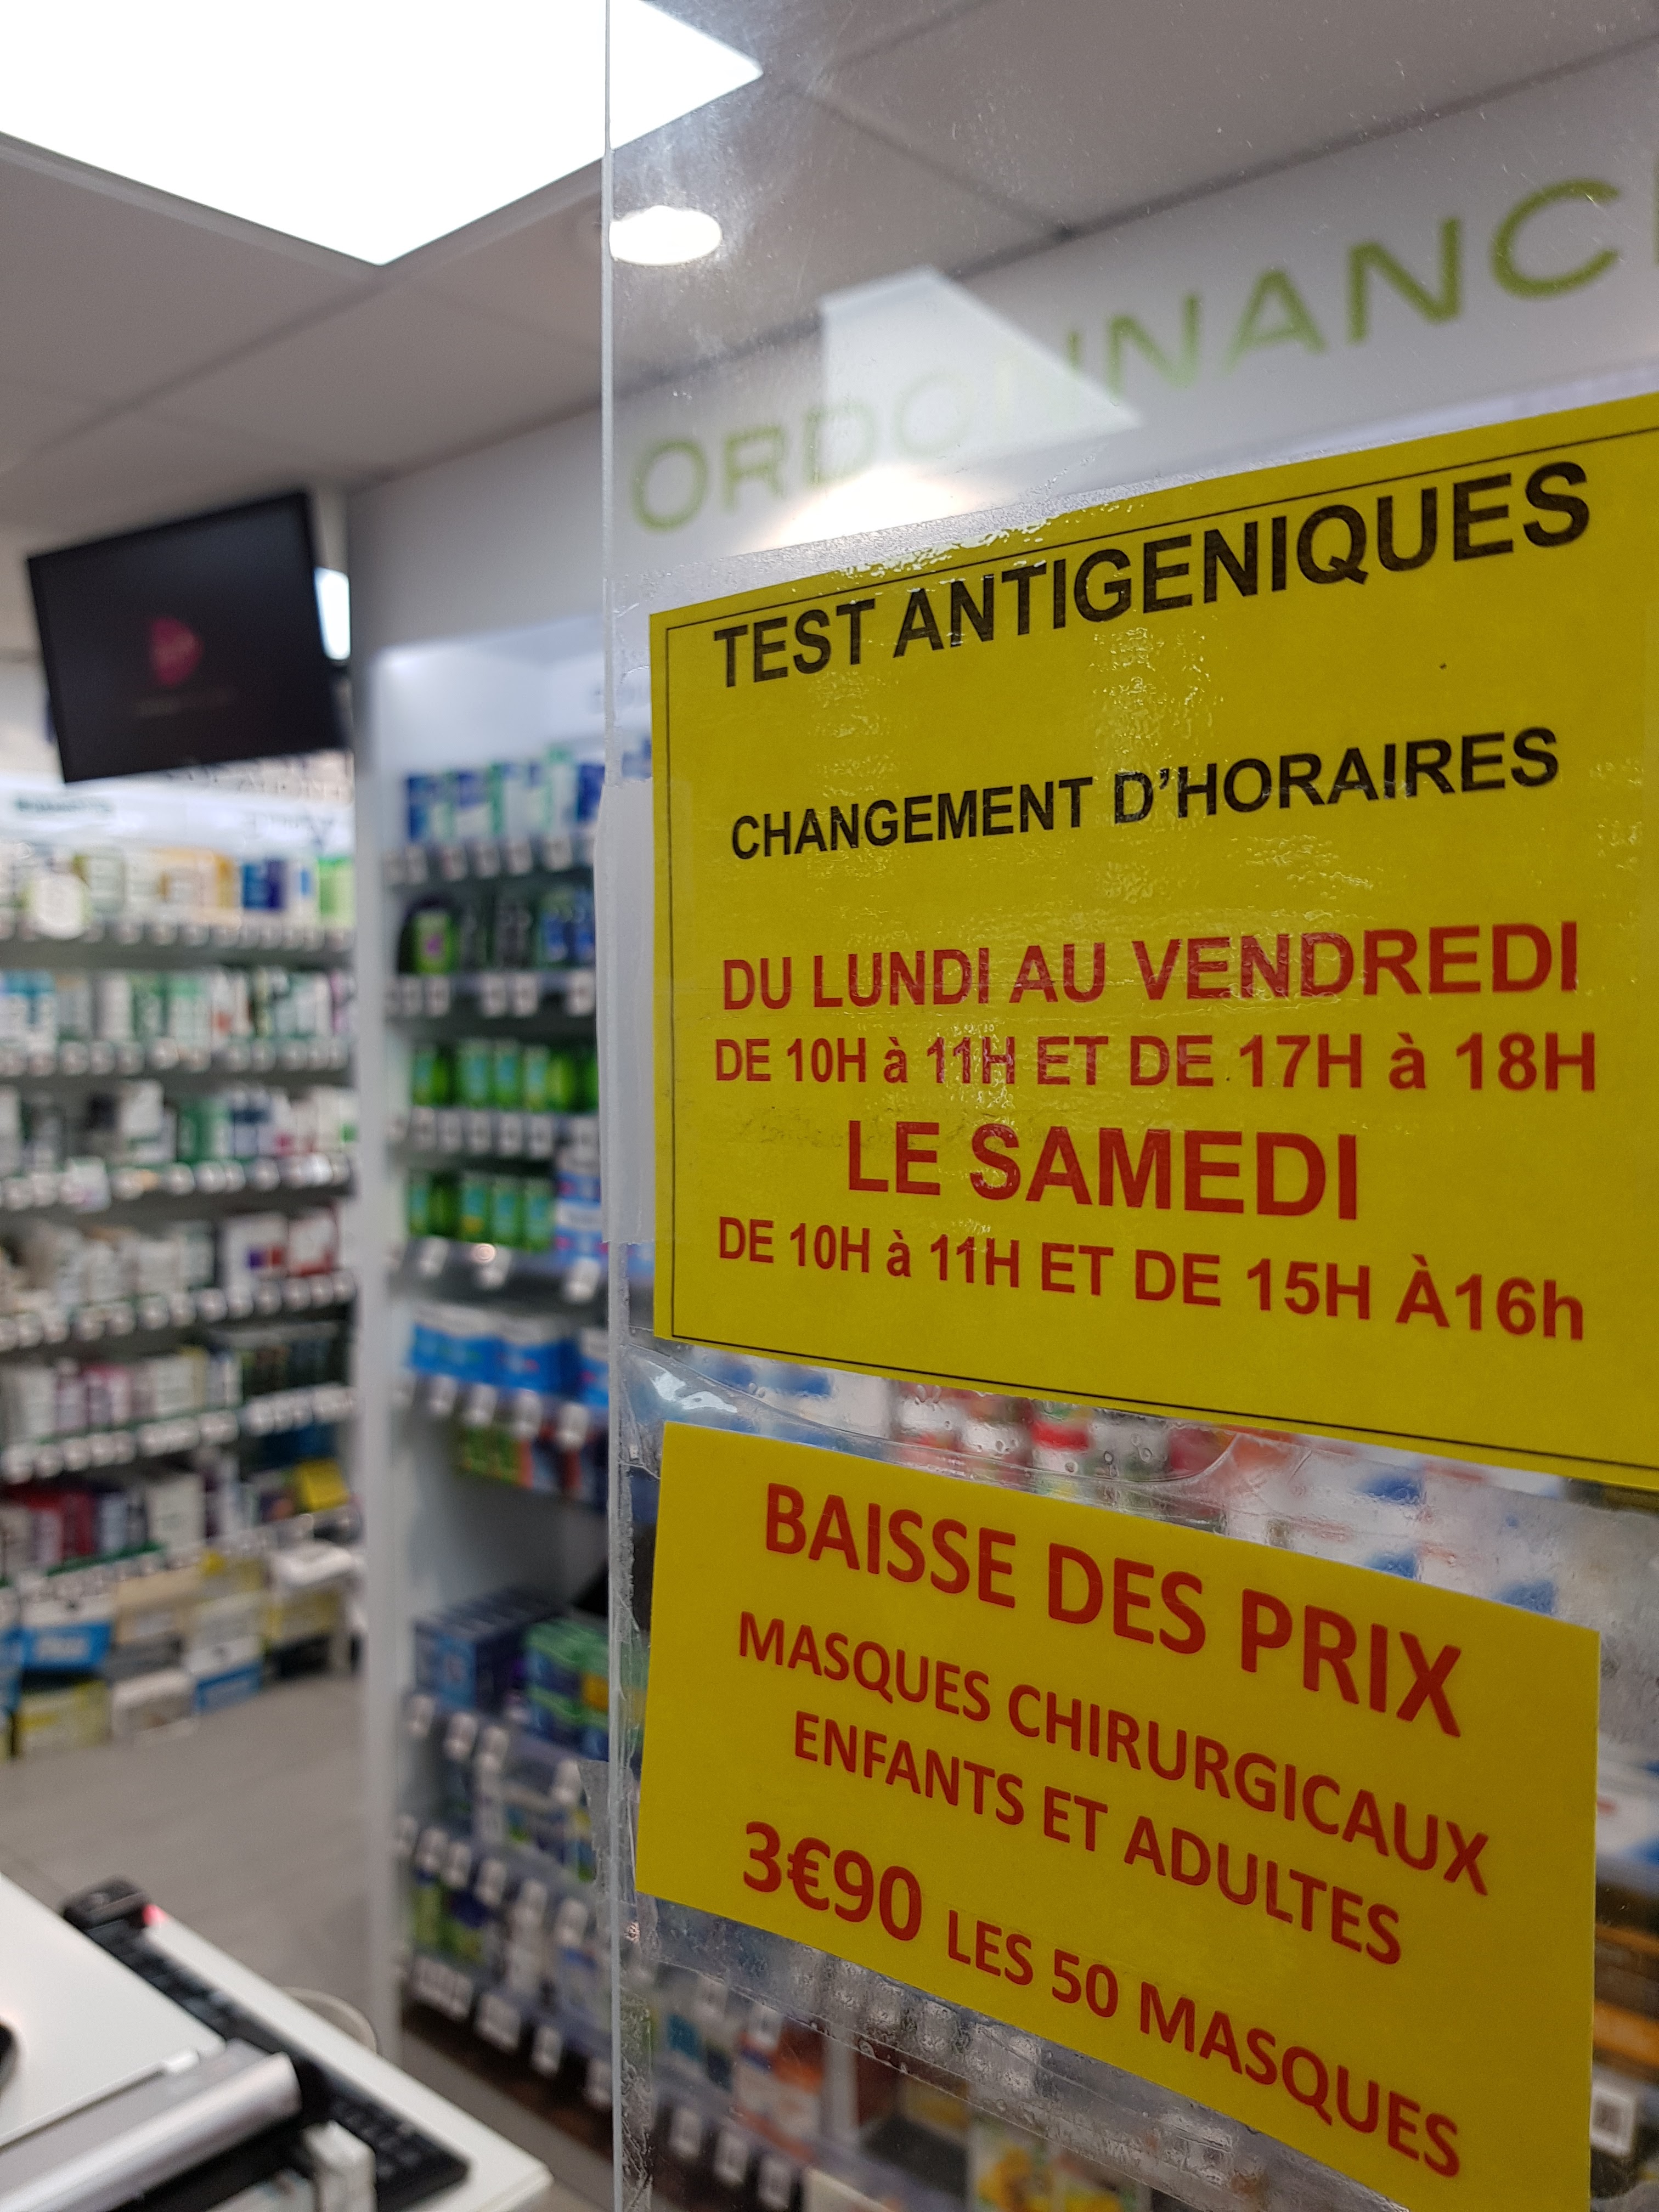 ORDONNANC
TEST ANTIGENIQUES
CHANGEMENT D'HORAIRES
DU LUNDI AU VENDREDI
DE 10H à 11H ET DE 17H à 18H
LE SAMEDI
DE 10H à 11H ET DE 15H À16h
BAISSE DES PRIX
MASQUES CHIRURGICAUX
ENFANTS ET ADULTES
3€90 LES 50 MASQUES